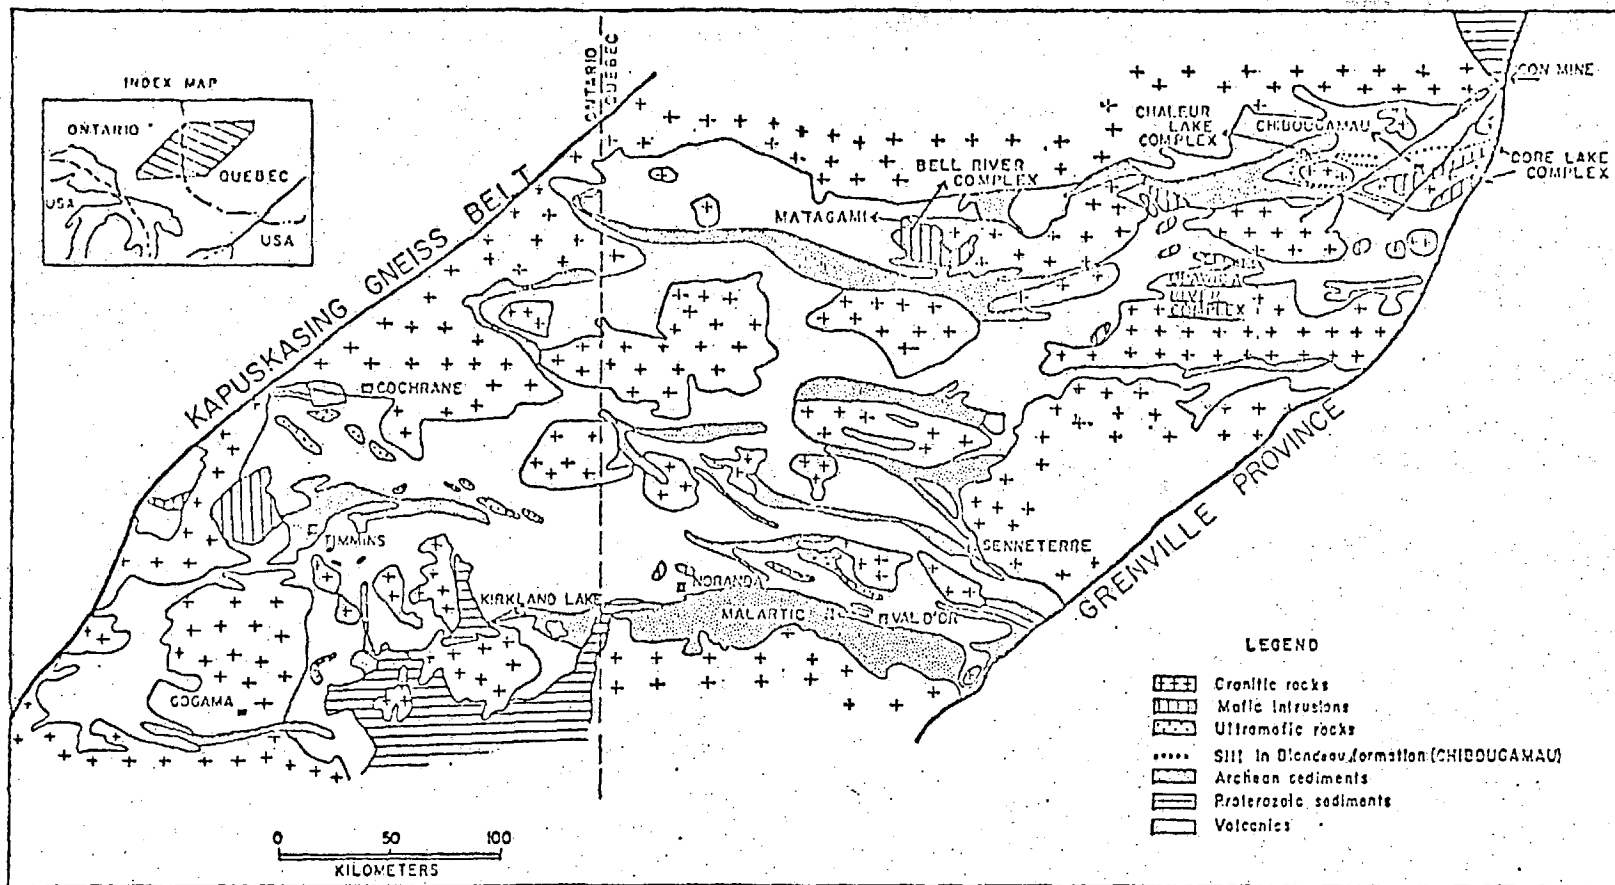 INDEX MAP
ONTARIO
QUEBEC
USA
USA
ONTARIO
QUEBEC
KAPUSKASING GNEISS BELT
GRENVILLE PROVINCE
CON MINE
CHALEUR
LAKE
COMPLEX
CHIBOUGAMAU
DORE LAKE
COMPLEX
BELL RIVER
COMPLEX
MATAGAMI
RIVER
COMPLEX
COCHRANE
TIMMINS
SENNETERRE
NORANDA
KIRKLAND LAKE
MALARTIC
VAL D'OR
GOGAMA
LEGEND
Granitic rocks
Mafic intrusions
Ultramafic rocks
Sill in Blondeau formation (CHIBOUGAMAU)
Archean sediments
Proterozoic sediments
Volcanics
0 50 100
KILOMETERS